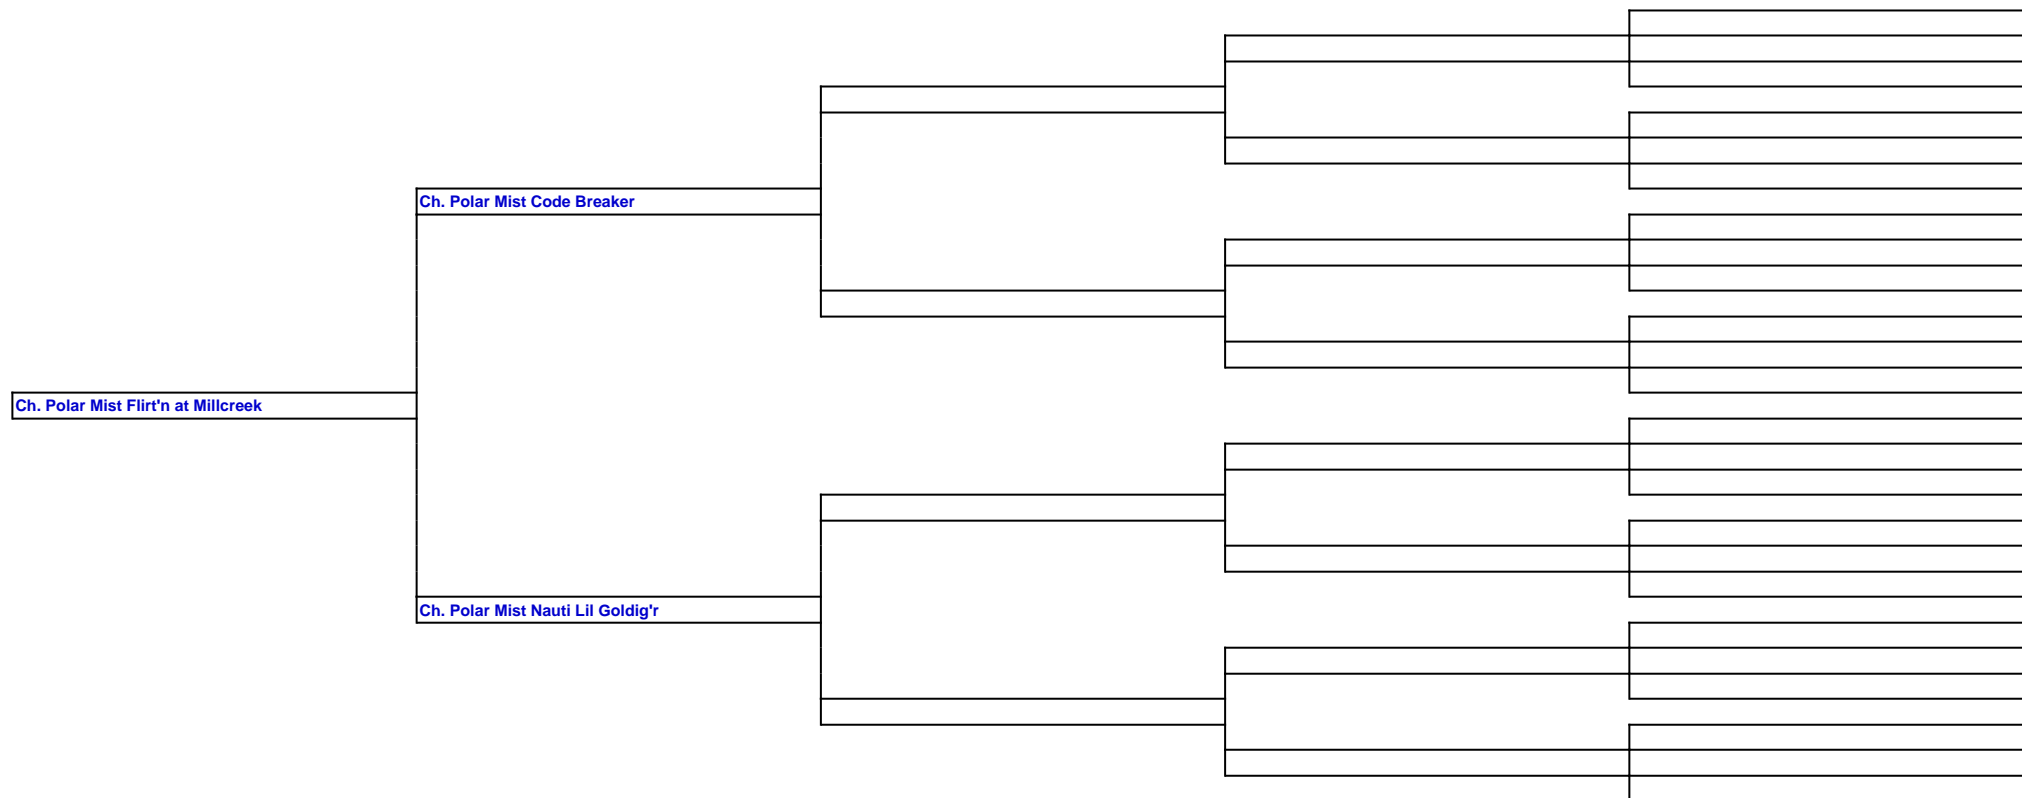 Ch. Polar Mist Code Breaker
Ch. Polar Mist Flirt'n at Millcreek
Ch. Polar Mist Nauti Lil Goldig'r